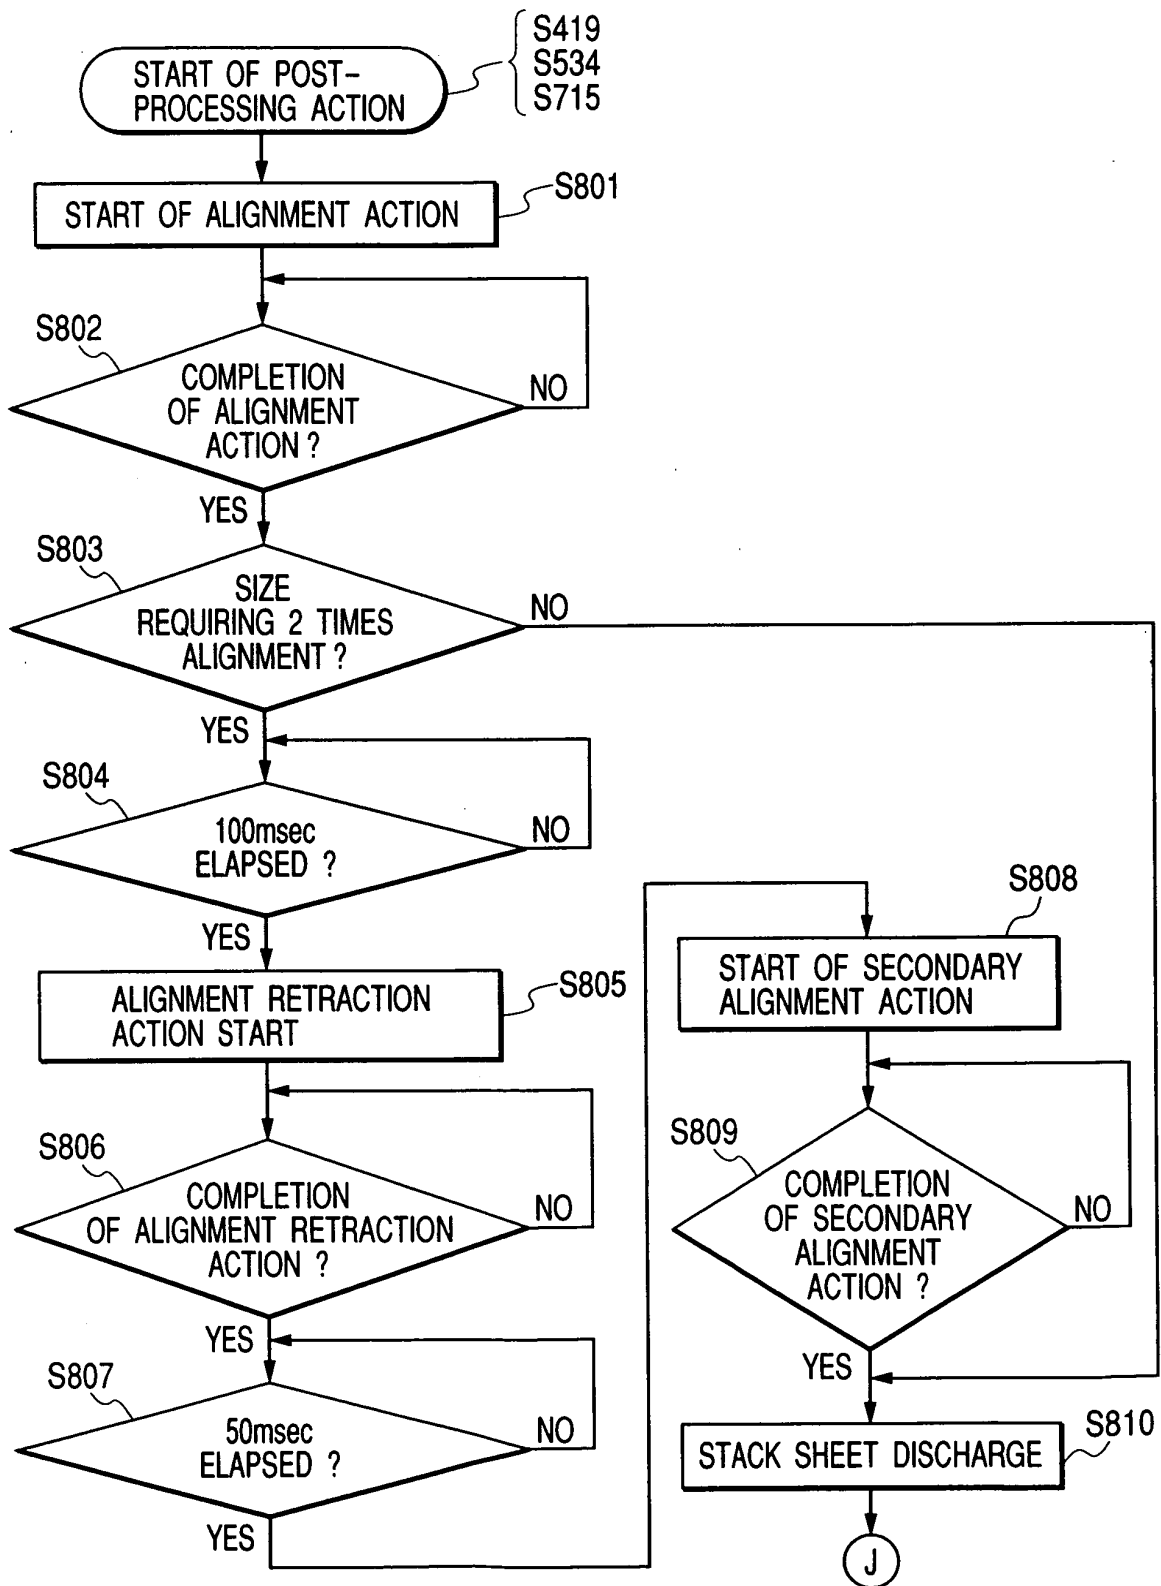 START OF POST-
PROCESSING ACTION
S419
S534
S715
START OF ALIGNMENT ACTION
S801
S802
COMPLETION
OF ALIGNMENT
ACTION ?
NO
YES
S803
SIZE
REQUIRING 2 TIMES
ALIGNMENT ?
NO
YES
S804
100msec
ELAPSED ?
NO
YES
ALIGNMENT RETRACTION
ACTION START
S805
S806
COMPLETION
OF ALIGNMENT RETRACTION
ACTION ?
NO
YES
S807
50msec
ELAPSED ?
NO
YES
S808
START OF SECONDARY
ALIGNMENT ACTION
S809
COMPLETION
OF SECONDARY
ALIGNMENT
ACTION ?
NO
YES
STACK SHEET DISCHARGE
S810
J